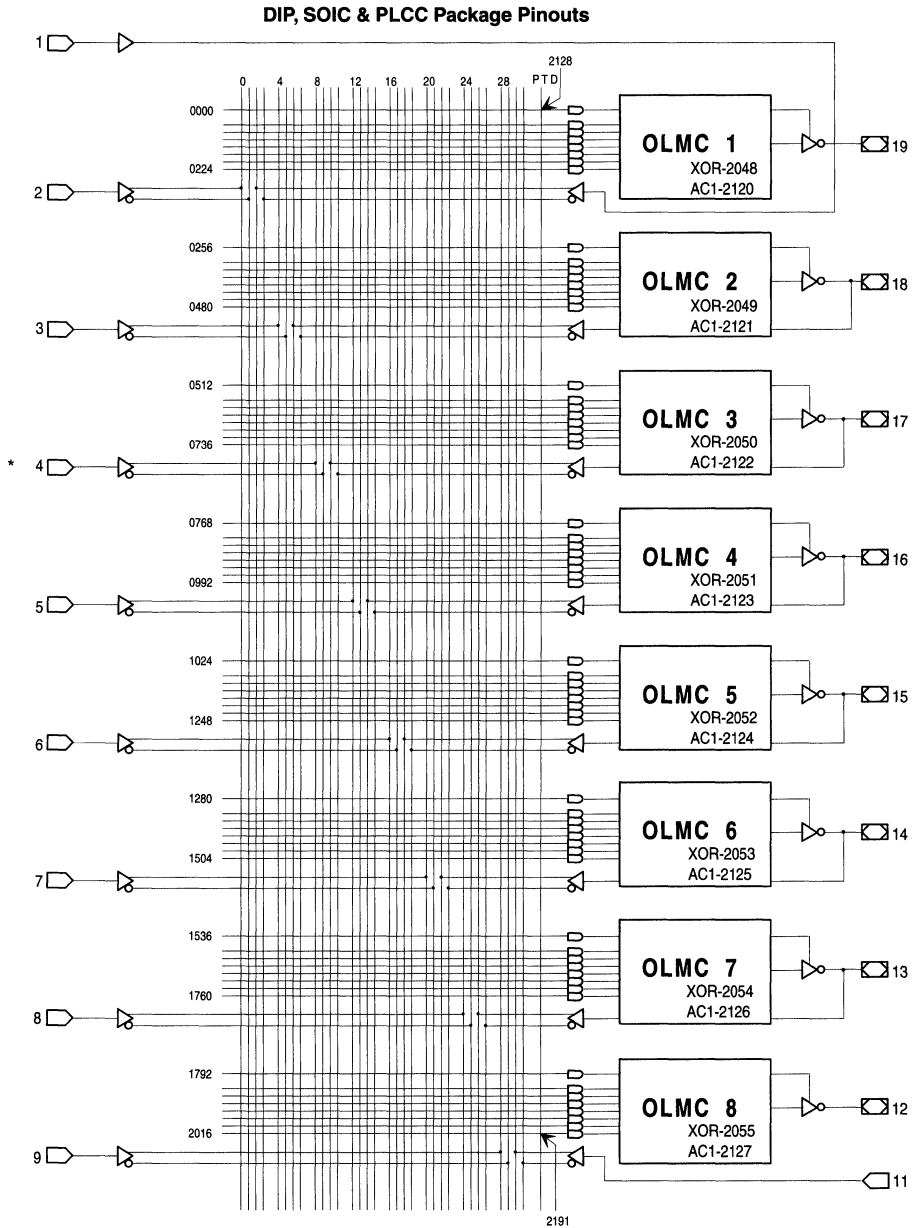 DIP, SOIC & PLCC Package Pinouts
1
2128
0 4 8 12 16 20 24 28 PTD
0000
OLMC 1
19
0224
XOR-2048
2
AC1-2120
0256
OLMC 2
18
0480
XOR-2049
3
AC1-2121
0512
OLMC 3
17
0736
XOR-2050
* 4
AC1-2122
0768
OLMC 4
16
0992
XOR-2051
5
AC1-2123
1024
OLMC 5
15
1248
XOR-2052
6
AC1-2124
1280
OLMC 6
14
1504
XOR-2053
7
AC1-2125
1536
OLMC 7
13
1760
XOR-2054
8
AC1-2126
1792
OLMC 8
12
2016
XOR-2055
9
AC1-2127
11
2191